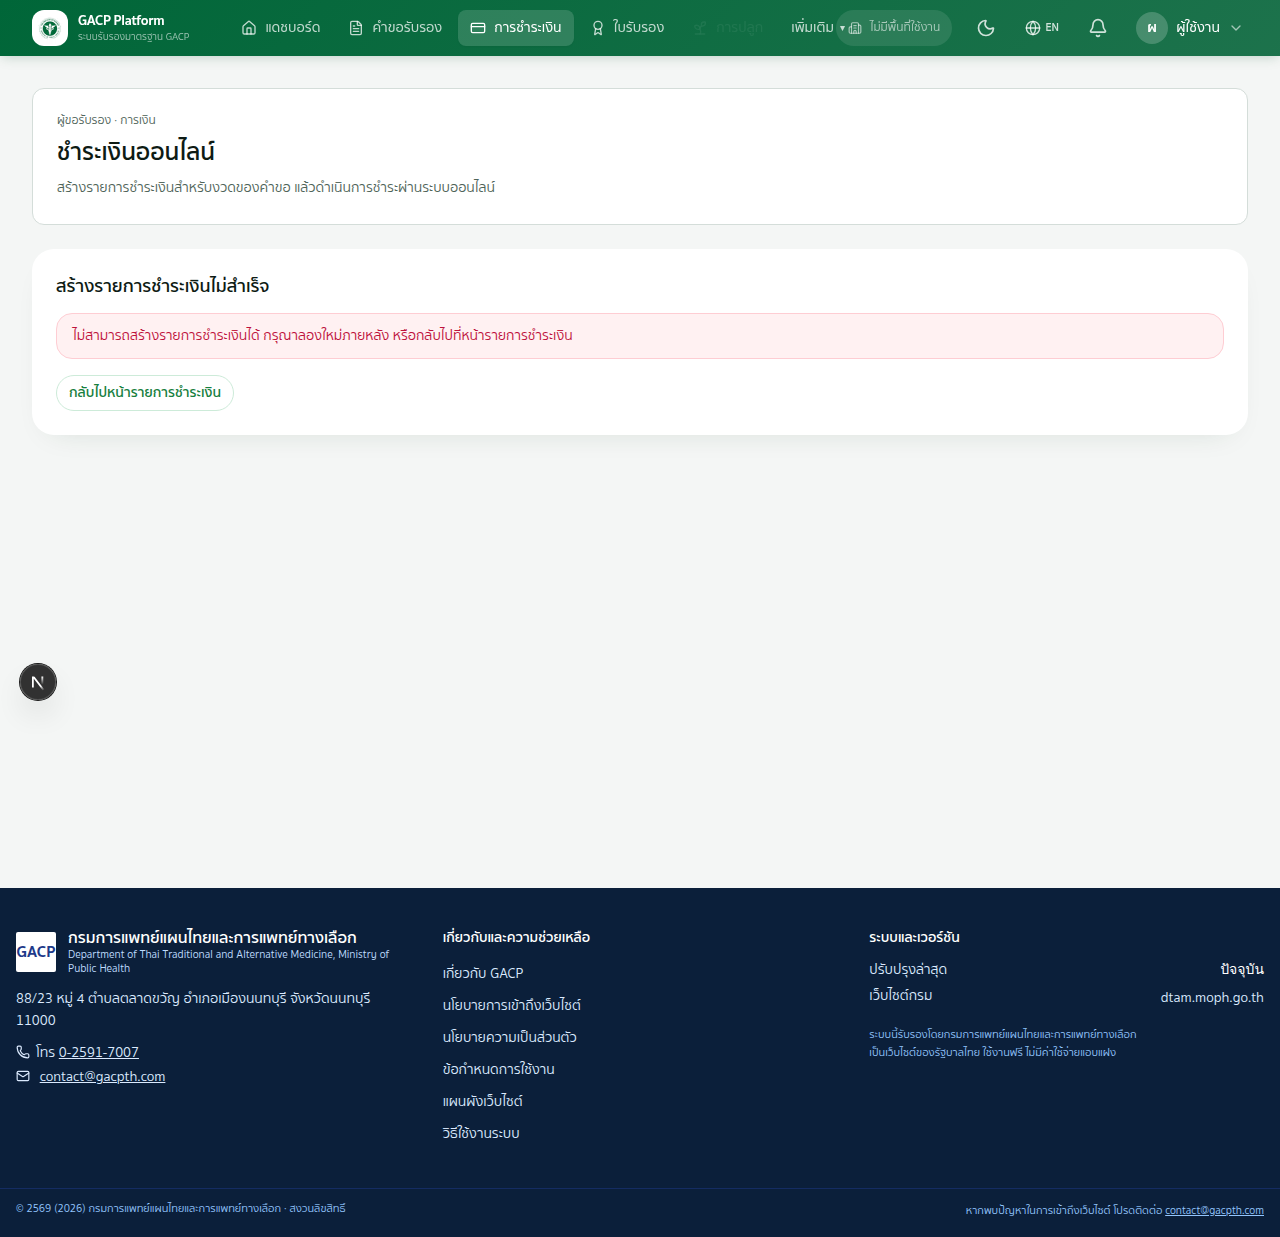 GACP Platform
ระบบรับรองมาตรฐาน GACP
แดชบอร์ด
คำขอรับรอง
การชำระเงิน
ใบรับรอง
การปลูก
เพิ่มเติม ▾
ไม่มีพื้นที่ใช้งาน
EN
ผ
ผู้ใช้งาน
ผู้ขอรับรอง · การเงิน
ชำระเงินออนไลน์
สร้างรายการชำระเงินสำหรับงวดของคำขอ แล้วดำเนินการชำระผ่านระบบออนไลน์
สร้างรายการชำระเงินไม่สำเร็จ
ไม่สามารถสร้างรายการชำระเงินได้ กรุณาลองใหม่ภายหลัง หรือกลับไปที่หน้ารายการชำระเงิน
กลับไปหน้ารายการชำระเงิน
N
GACP
กรมการแพทย์แผนไทยและการแพทย์ทางเลือก
Department of Thai Traditional and Alternative Medicine, Ministry of
Public Health
88/23 หมู่ 4 ตำบลตลาดขวัญ อำเภอเมืองนนทบุรี จังหวัดนนทบุรี
11000
โทร 0-2591-7007
contact@gacpth.com
เกี่ยวกับและความช่วยเหลือ
เกี่ยวกับ GACP
นโยบายการเข้าถึงเว็บไซต์
นโยบายความเป็นส่วนตัว
ข้อกำหนดการใช้งาน
แผนผังเว็บไซต์
วิธีใช้งานระบบ
ระบบและเวอร์ชัน
ปรับปรุงล่าสุด
ปัจจุบัน
เว็บไซต์กรม
dtam.moph.go.th
ระบบนี้รับรองโดยกรมการแพทย์แผนไทยและการแพทย์ทางเลือก
เป็นเว็บไซต์ของรัฐบาลไทย ใช้งานฟรี ไม่มีค่าใช้จ่ายแอบแฝง
© 2569 (2026) กรมการแพทย์แผนไทยและการแพทย์ทางเลือก · สงวนลิขสิทธิ์
หากพบปัญหาในการเข้าถึงเว็บไซต์ โปรดติดต่อ contact@gacpth.com